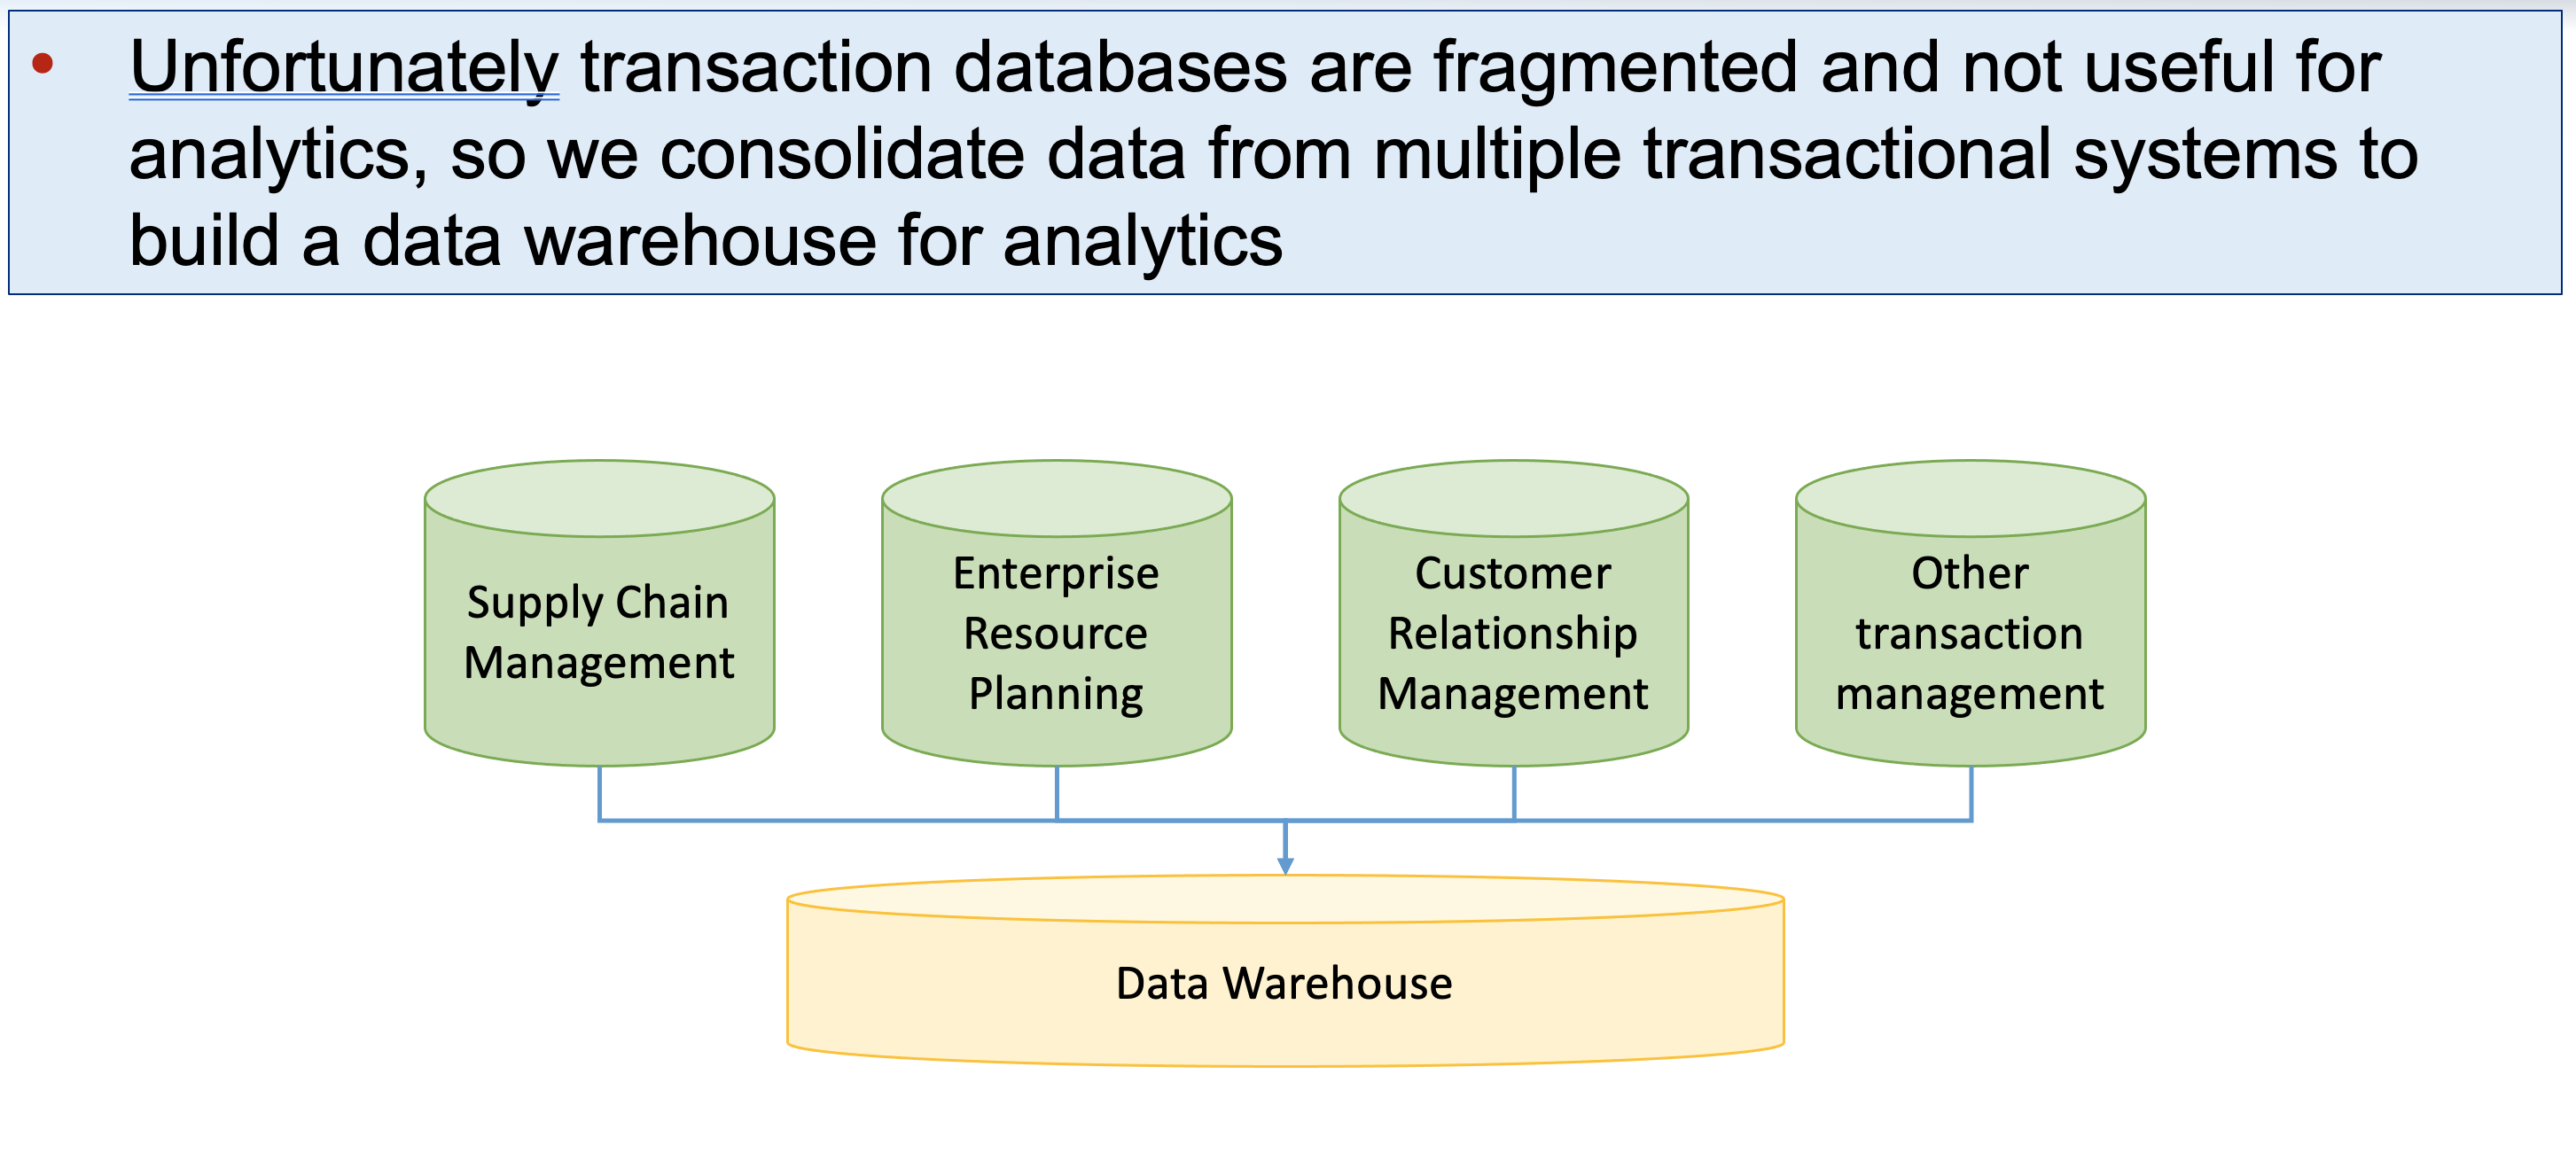 • Unfortunately transaction databases are fragmented and not useful for
analytics, so we consolidate data from multiple transactional systems to
build a data warehouse for analytics
Supply Chain
Management
Enterprise
Resource
Planning
Customer
Relationship
Management
Other
transaction
management
Data Warehouse